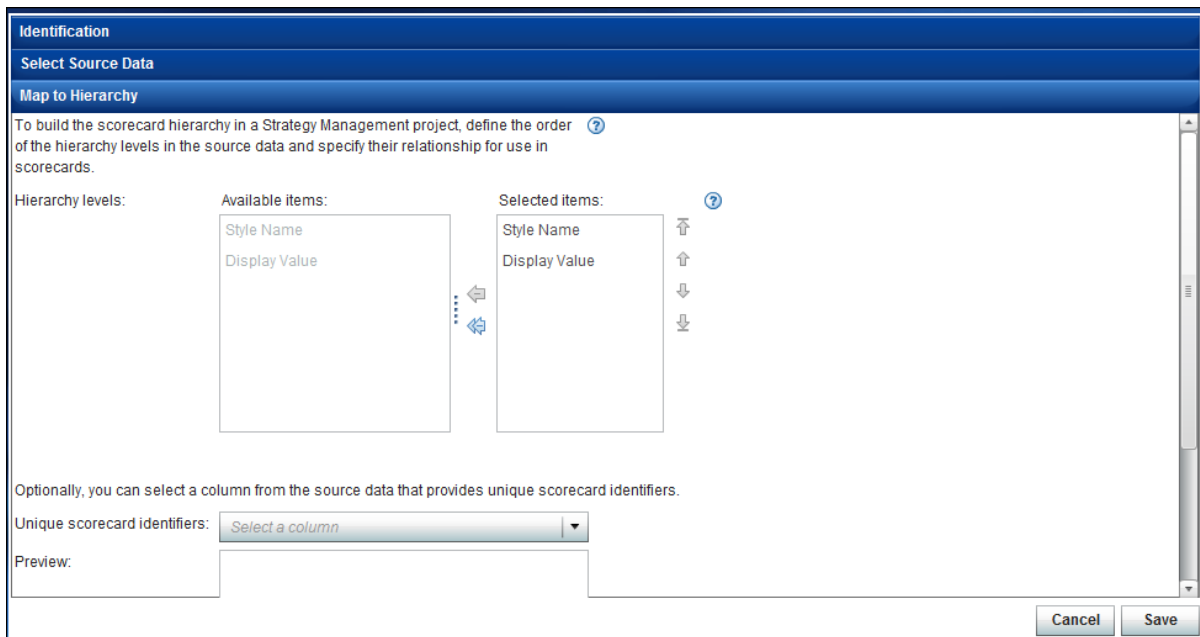 Identification
Select Source Data
Map to Hierarchy
To build the scorecard hierarchy in a Strategy Management project, define the order
of the hierarchy levels in the source data and specify their relationship for use in
scorecards.
Hierarchy levels: Available items: Selected items:
Style Name Style Name
Display Value Display Value
Optionally, you can select a column from the source data that provides unique scorecard identifiers.
Unique scorecard identifiers: Select a column
Preview:
Cancel Save